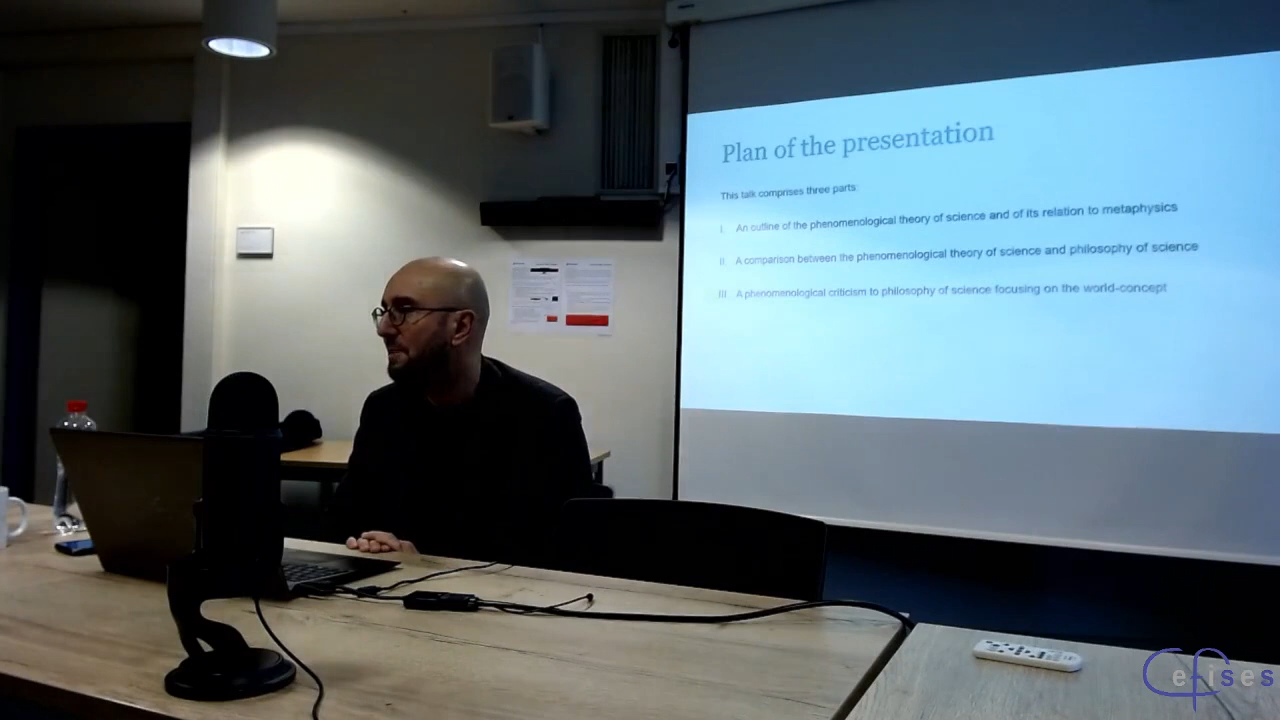 Plan of the presentation
This talk comprises three parts:
I. An outline of the phenomenological theory of science and of its relation to metaphysics
II. A comparison between the phenomenological theory of science and philosophy of science
III. A phenomenological criticism to philosophy of science focusing on the world-concept
Cefises